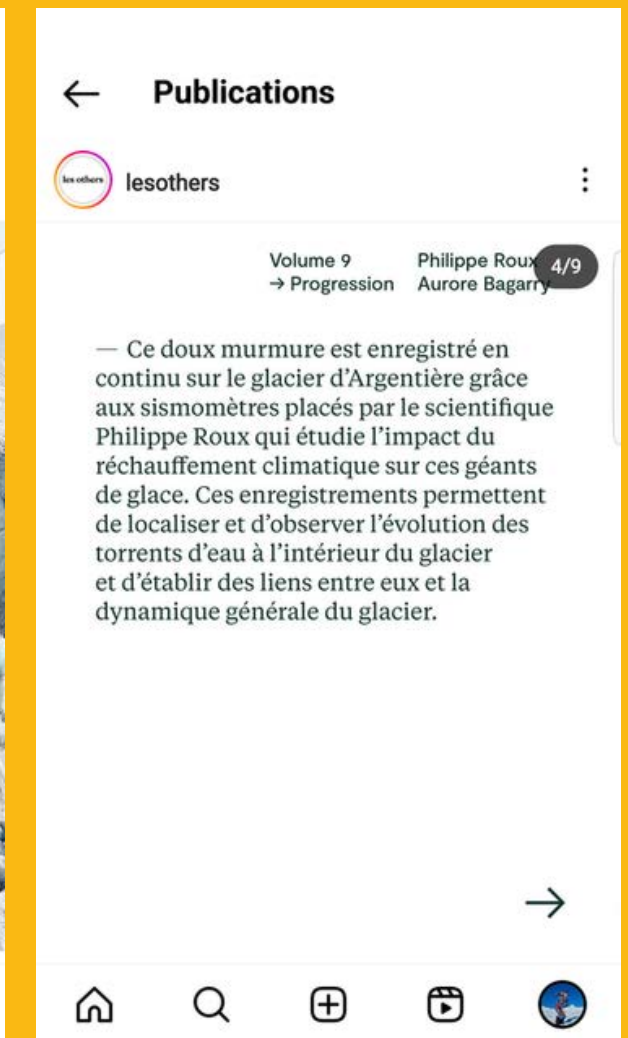 Publications
les others
lesothers
Volume 9
→ Progression
Philippe Roux
Aurore Bagarry
4/9
— Ce doux murmure est enregistré en
continu sur le glacier d’Argentière grâce
aux sismomètres placés par le scientifique
Philippe Roux qui étudie l’impact du
réchauffement climatique sur ces géants
de glace. Ces enregistrements permettent
de localiser et d’observer l’évolution des
torrents d’eau à l’intérieur du glacier
et d’établir des liens entre eux et la
dynamique générale du glacier.